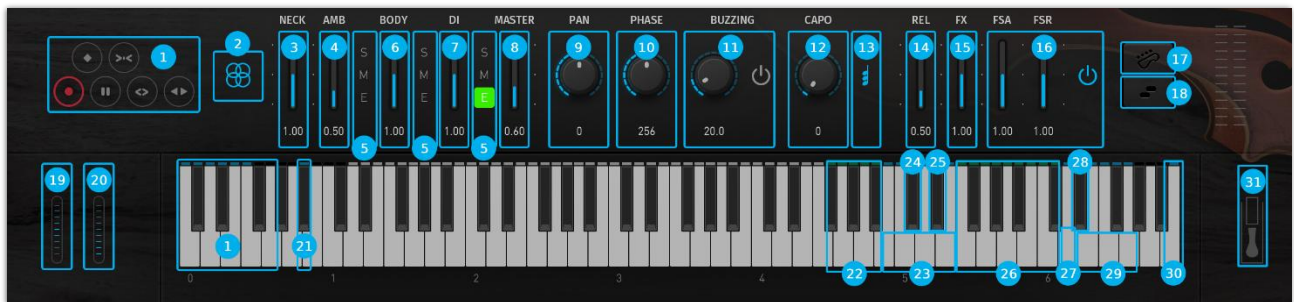 NECK AMB BODY DI MASTER PAN PHASE BUZZING CAPO REL FX FSA FSR
1 2 3 4 6 7 8 9 10 11 12 13 14 15 16 17
S S S
M M M
E E E
18
1.00 0.50 1.00 1.00 0.60 0 256 20.0 0 0.50 1.00 1.00 1.00
5 5 5
19 20 24 25 28 31
1 21 22 23 26 27 29 30
0 1 2 3 4 5 6